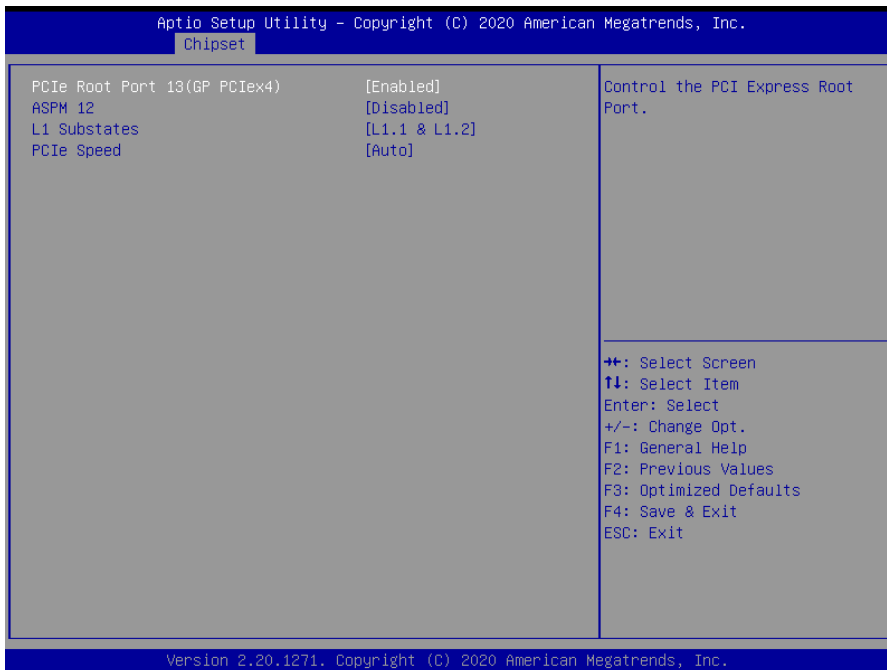 Aptio Setup Utility – Copyright (C) 2020 American Megatrends, Inc.
Chipset
PCIe Root Port 13(GP PCIex4) [Enabled]
ASPM 12 [Disabled]
L1 Substates [L1.1 & L1.2]
PCIe Speed [Auto]
Control the PCI Express Root
Port.
→←: Select Screen
↑↓: Select Item
Enter: Select
+/-: Change Opt.
F1: General Help
F2: Previous Values
F3: Optimized Defaults
F4: Save & Exit
ESC: Exit
Version 2.20.1271. Copyright (C) 2020 American Megatrends, Inc.